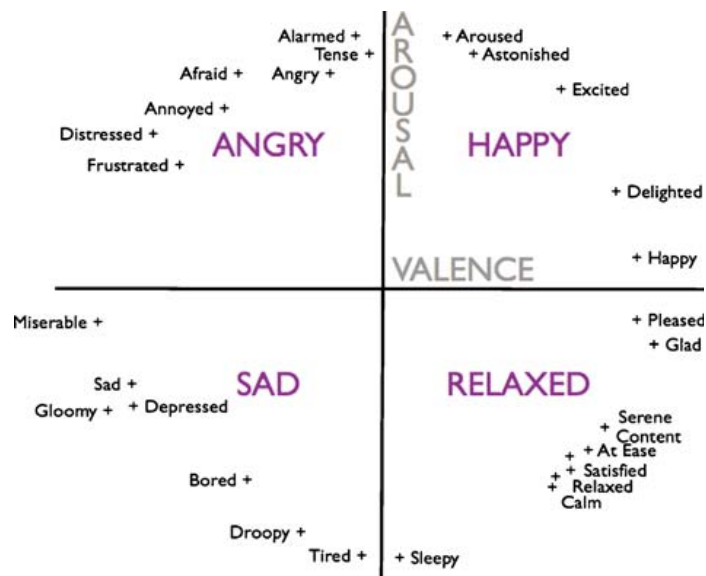 Alarmed
Aroused
Tense
Astonished
Afraid
Angry
Excited
Annoyed
Distressed
ANGRY
AROUSAL
HAPPY
Frustrated
Delighted
Happy
VALENCE
Miserable
Pleased
Glad
Sad
SAD
RELAXED
Gloomy
Depressed
Serene
Content
At Ease
Bored
Satisfied
Relaxed
Calm
Droopy
Tired
Sleepy